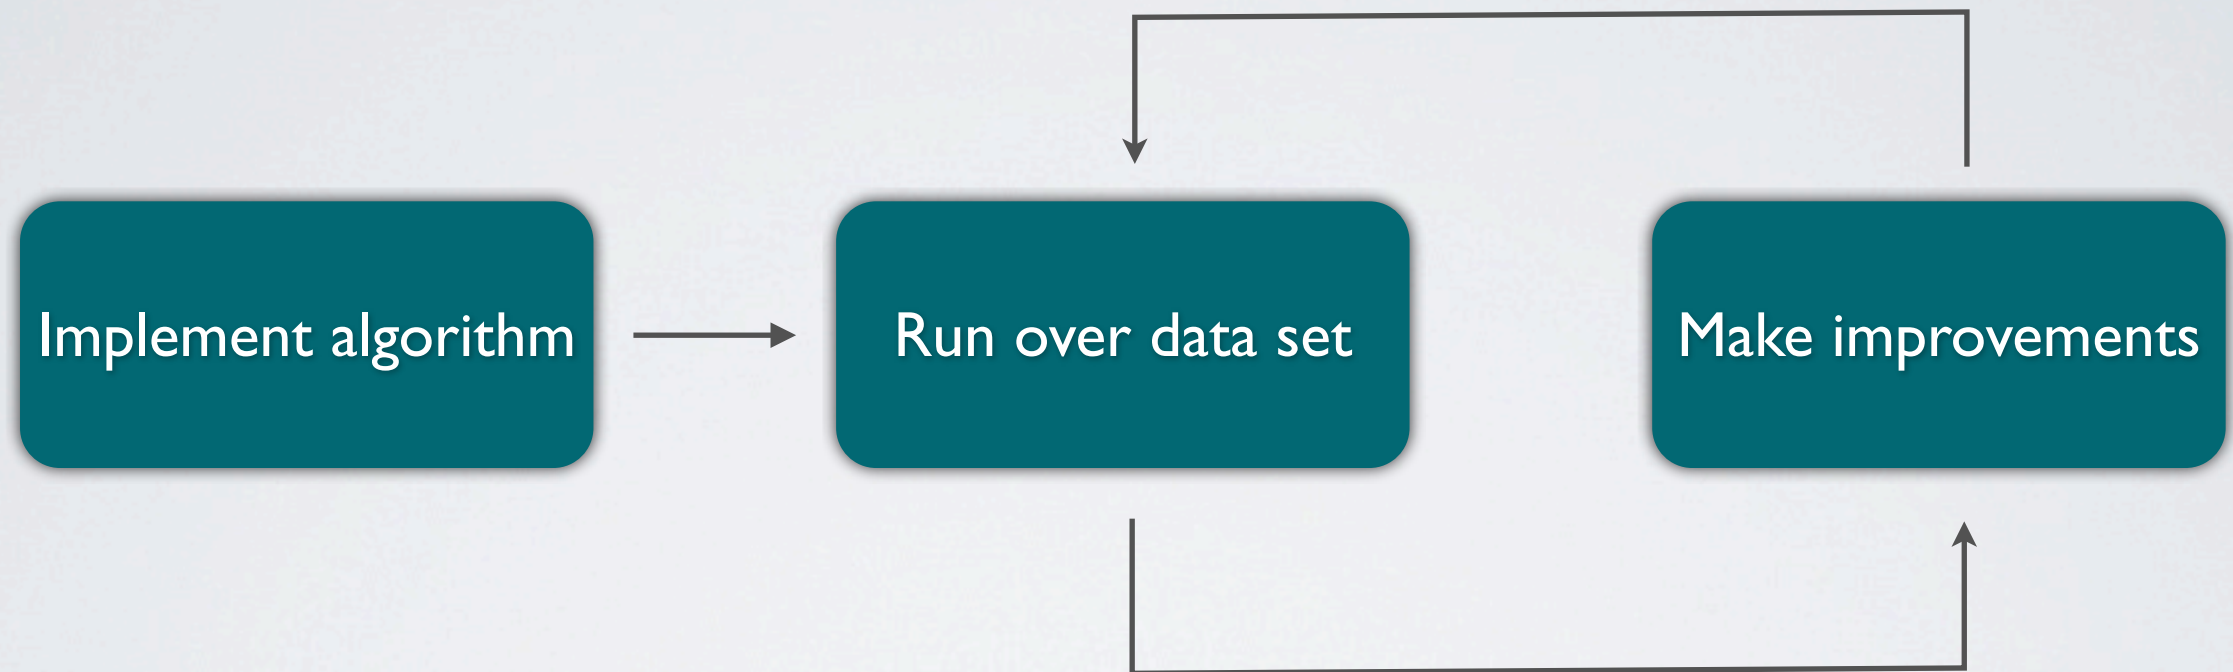 Implement algorithm
Run over data set
Make improvements